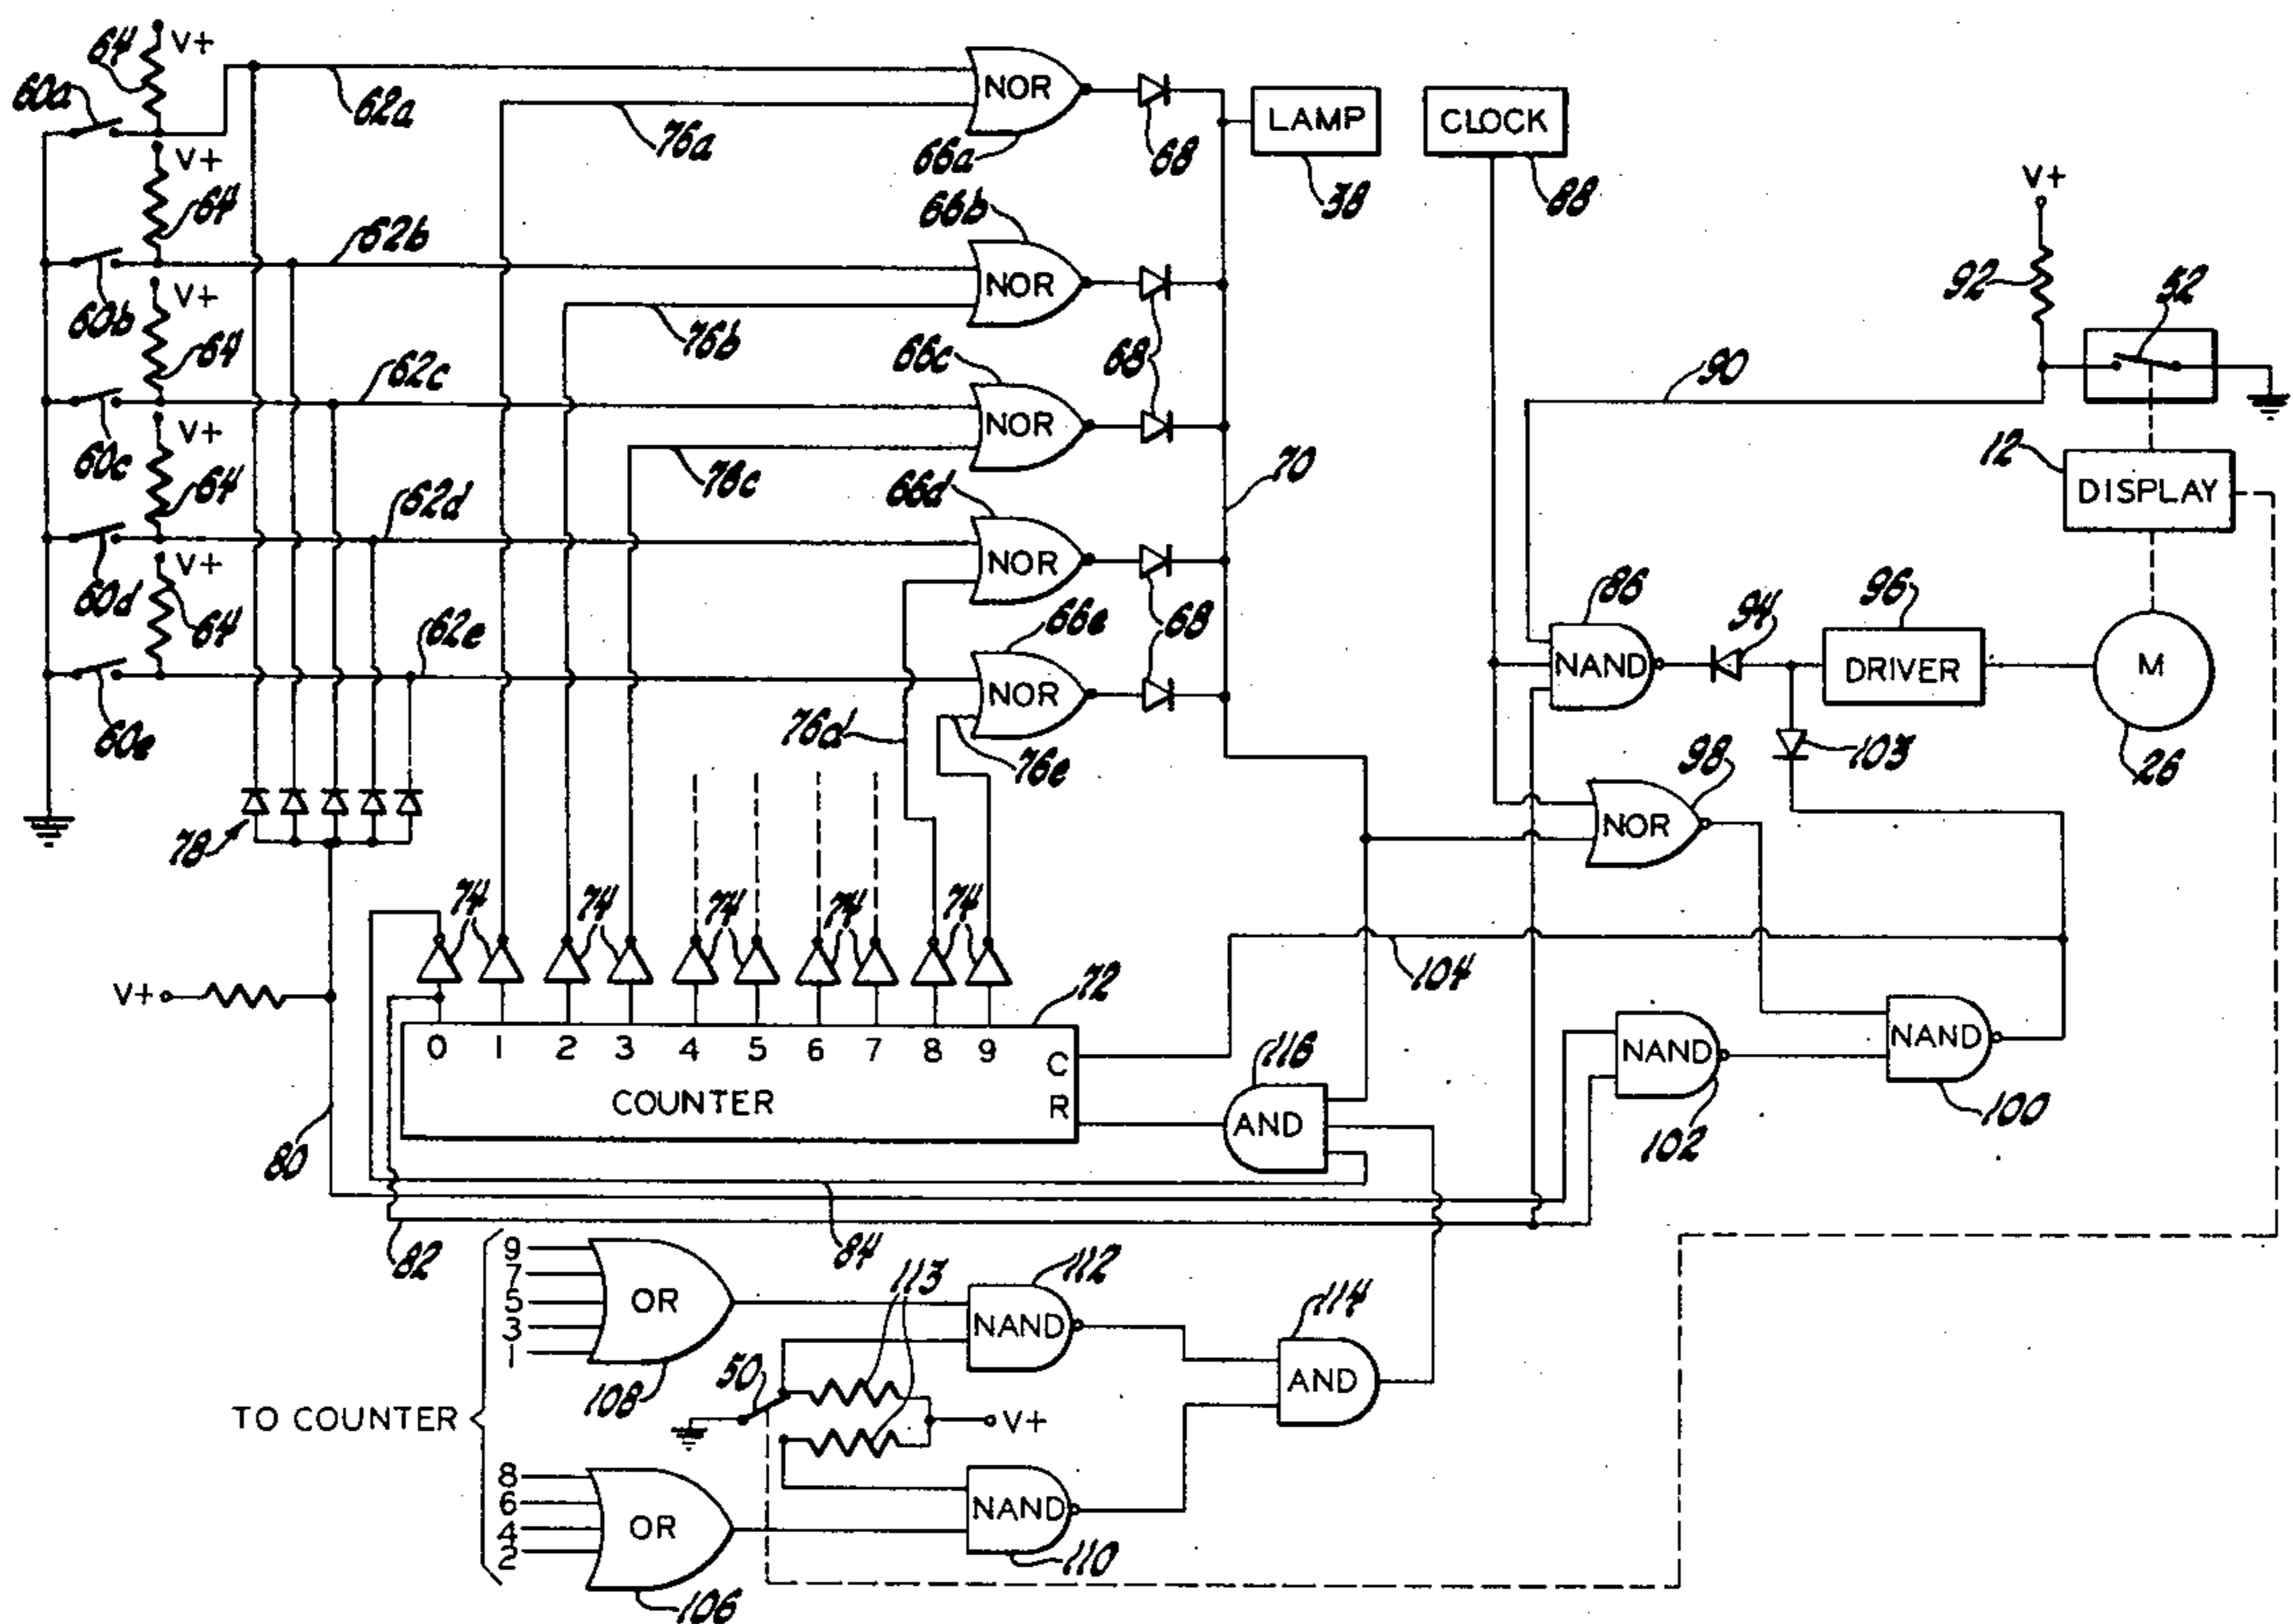 64
V+
60a
62a
76a
NOR
66a
68
LAMP
38
CLOCK
88
V+
64
62b
66b
NOR
V+
92
52
V+
60b
64
76b
68
62c
66c
NOR
90
V+
60c
64
76c
66d
70
12
DISPLAY
62d
NOR
V+
60d
64
62e
66e
68
86
94
96
NOR
NAND
DRIVER
M
60e
76d
76e
98
103
26
NOR
78
74
74
74
74
74
V+
72
104
0 1 2 3 4 5 6 7 8 9
C
R
COUNTER
116
AND
NAND
102
NAND
100
80
82
84
9
7
5
3
1
OR
108
113
112
NAND
114
AND
50
V+
TO COUNTER
8
6
4
2
OR
106
NAND
110